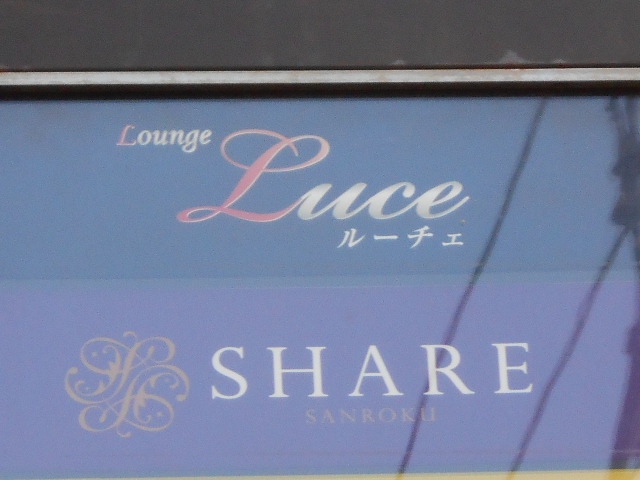 Lounge
Luce
ルーチェ
SHARE
SANROKU